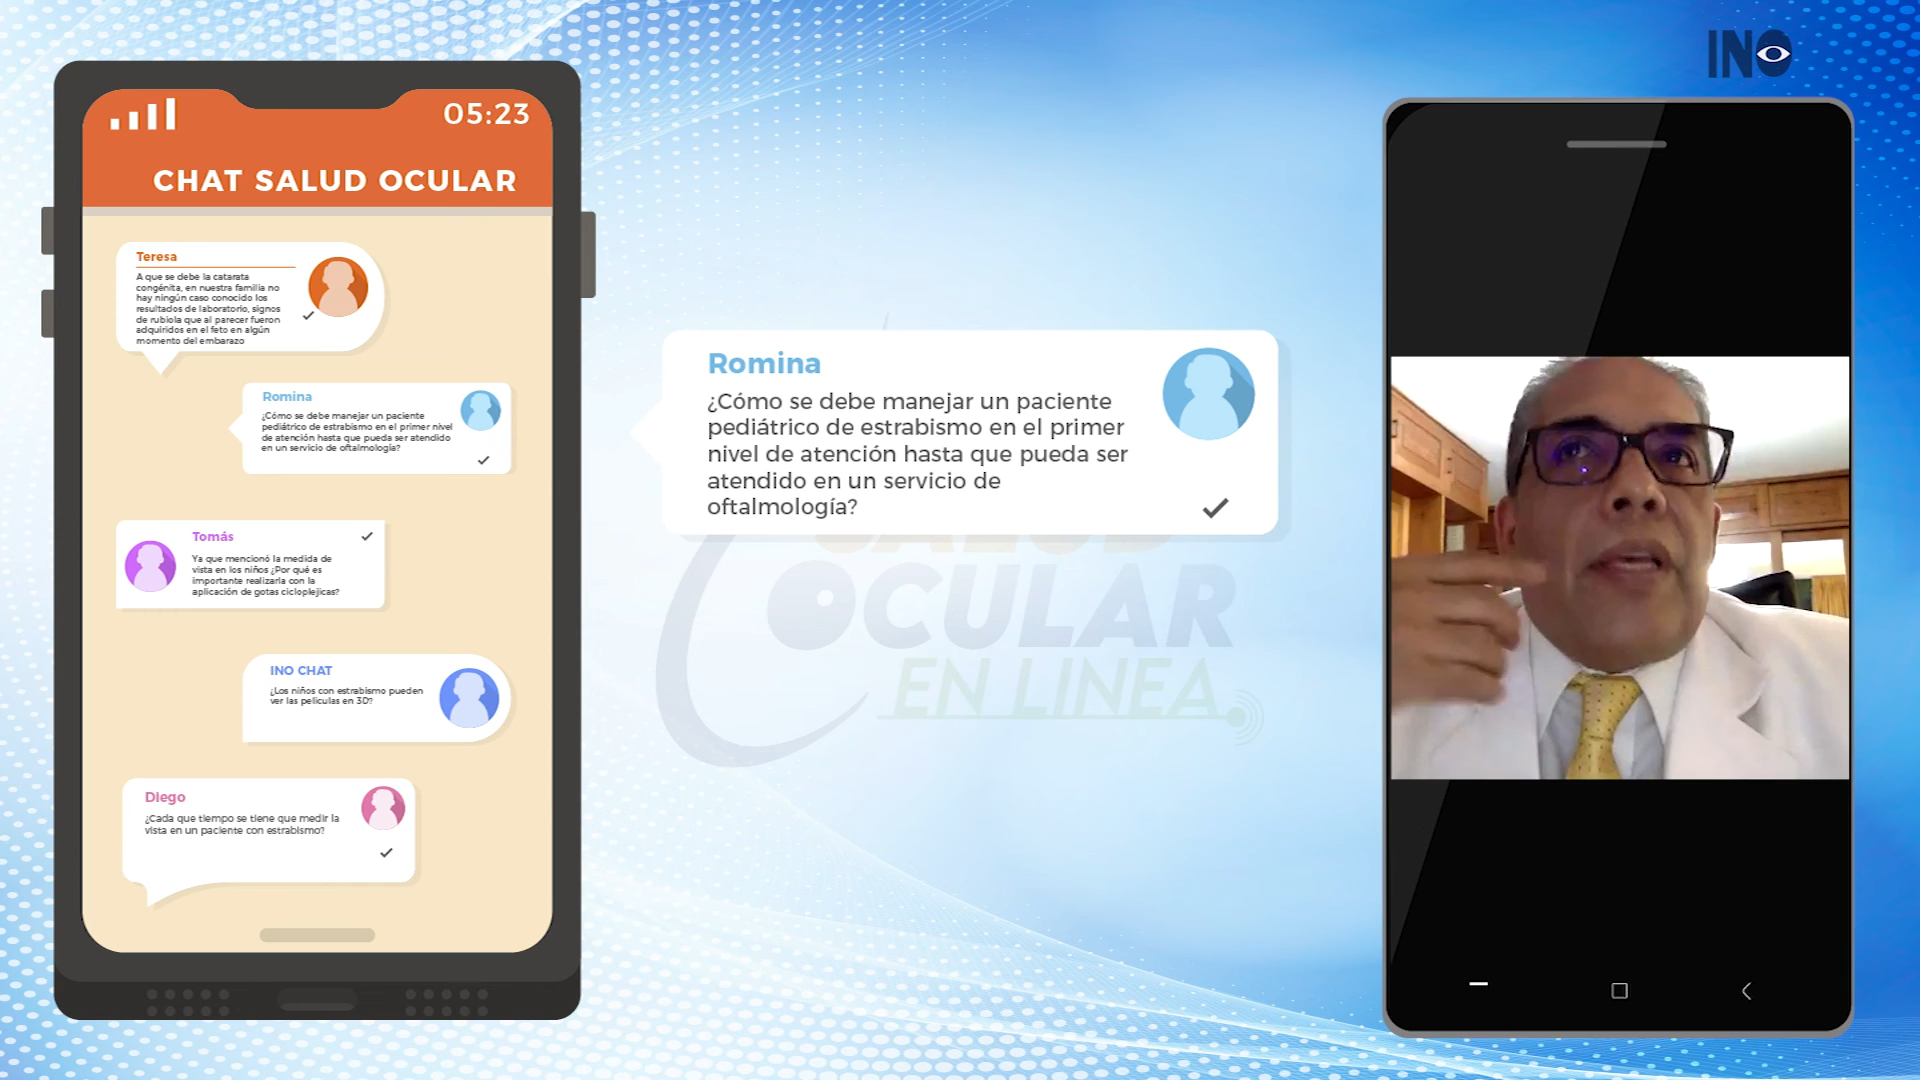 INO
05:23
CHAT SALUD OCULAR
Teresa
A que se debe la catarata
congénita, en nuestra familia no
hay ningún caso conocido los
resultados de laboratorio, signos
de rubiola que al parecer fueron
adquiridos en el feto en algún
momento del embarazo
Romina
¿Cómo se debe manejar un paciente
pediátrico de estrabismo en el primer nivel
de atención hasta que pueda ser atendido
en un servicio de oftalmología?
Tomás
Ya que mencionó la medida de
vista en los niños ¿Por qué es
importante realizarla con la
aplicación de gotas cicloplejicas?
INO CHAT
¿Los niños con estrabismo pueden
ver las peliculas en 3D?
Diego
¿Cada que tiempo se tiene que medir la
vista en un paciente con estrabismo?
Romina
¿Cómo se debe manejar un paciente
pediátrico de estrabismo en el primer
nivel de atención hasta que pueda ser
atendido en un servicio de
oftalmología?
SALUD
OCULAR
EN LINEA